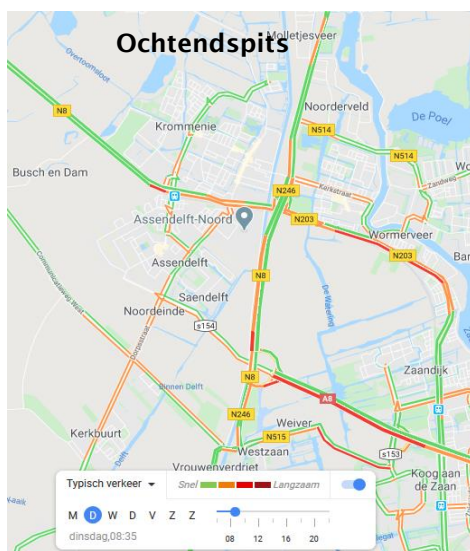 Ochtendspits
Molletjesveer
Overtoomsloot
Noorderveld
De Poel
N8
Krommenie
N514
N514
Busch en Dam
Zandweg
N246
Kerkstraat
Assendelft-Noord
N203
Wormerveer
N203
Communicatieweg West
Assendelft
N8
Saendelft
De Watering
Noordeinde
s154
Dorpsstraat
Zaandijk
N8
Binnen Delft
A8
N246
Weiver
Kerkbuurt
N515
s153
Westzaan
Koog aan
de Zaan
Vrouwenverdriet
Typisch verkeer
Snel
Langzaam
M D W D V Z Z
dinsdag,08:35
08 12 16 20